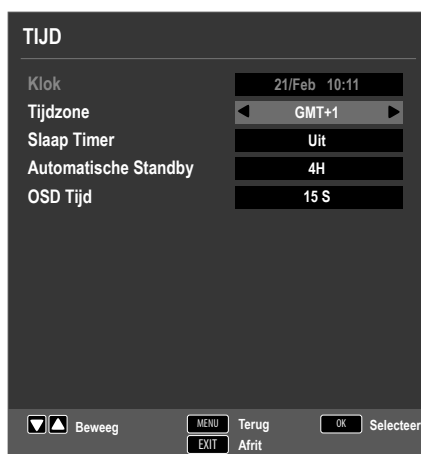 TIJD
Klok 21/Feb 10:11
Tijdzone GMT+1
Slaap Timer Uit
Automatische Standby 4H
OSD Tijd 15 S
Beweeg MENU Terug OK Selecteer
EXIT Afrit